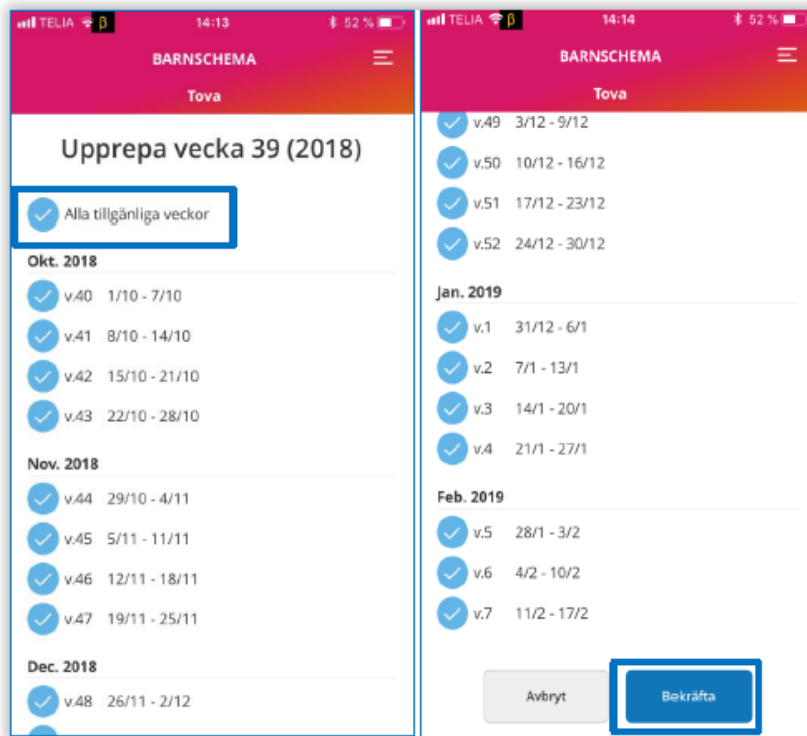 TELIA β 14:13 52 %
BARNSCHEMA
Tova
Upprepa vecka 39 (2018)
Alla tillgänliga veckor
Okt. 2018
v.40 1/10 - 7/10
v.41 8/10 - 14/10
v.42 15/10 - 21/10
v.43 22/10 - 28/10
Nov. 2018
v.44 29/10 - 4/11
v.45 5/11 - 11/11
v.46 12/11 - 18/11
v.47 19/11 - 25/11
Dec. 2018
v.48 26/11 - 2/12
TELIA β 14:14 52 %
BARNSCHEMA
Tova
v.49 3/12 - 9/12
v.50 10/12 - 16/12
v.51 17/12 - 23/12
v.52 24/12 - 30/12
Jan. 2019
v.1 31/12 - 6/1
v.2 7/1 - 13/1
v.3 14/1 - 20/1
v.4 21/1 - 27/1
Feb. 2019
v.5 28/1 - 3/2
v.6 4/2 - 10/2
v.7 11/2 - 17/2
Avbryt Bekräfta